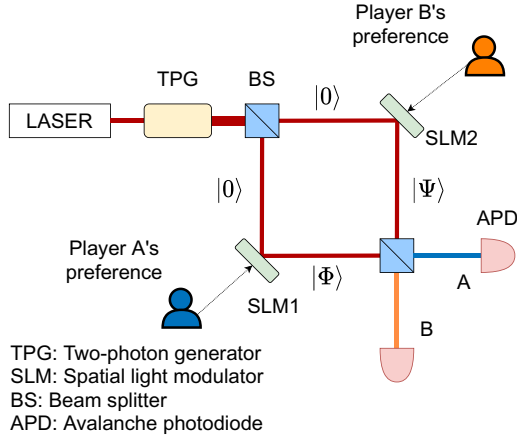 Player B's
preference
TPG
BS
LASER
|0⟩
SLM2
|0⟩
|Ψ⟩
APD
Player A's
preference
A
SLM1
|Φ⟩
B
TPG: Two-photon generator
SLM: Spatial light modulator
BS: Beam splitter
APD: Avalanche photodiode